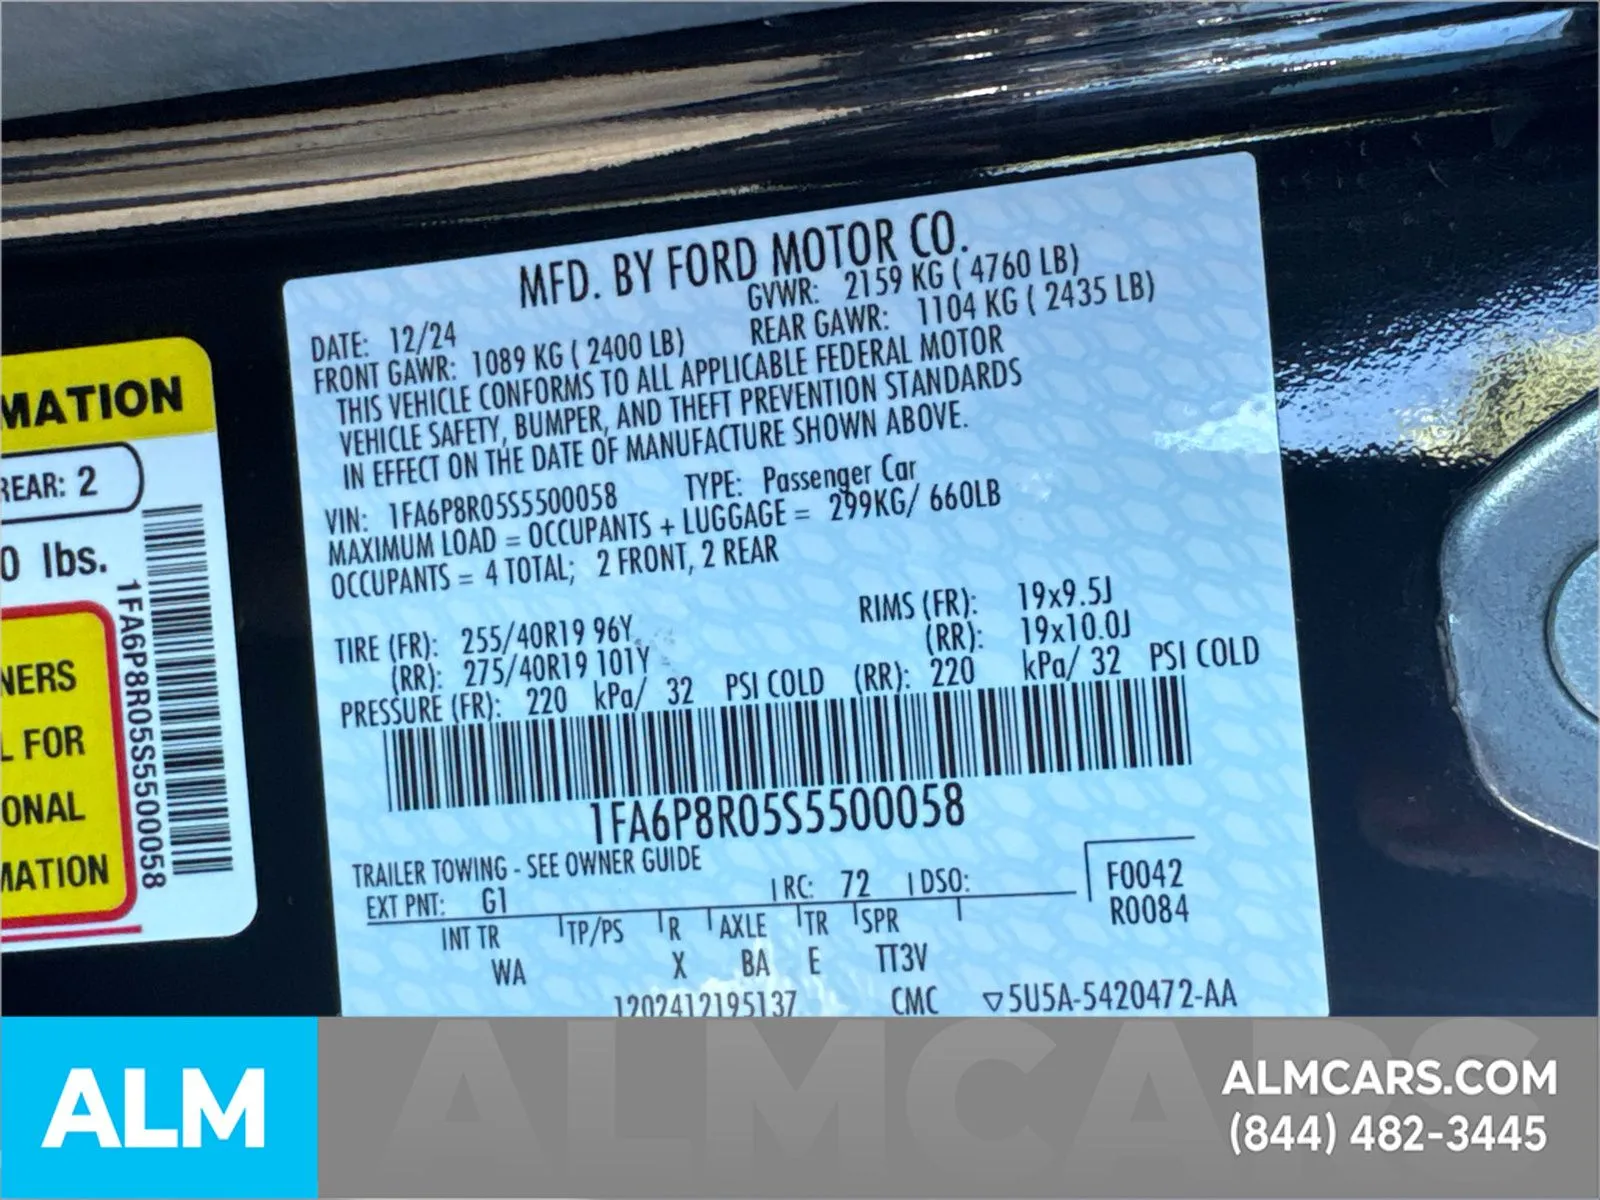 MATION
REAR: 2
0 lbs.
NERS
L FOR
ONAL
MATION
1FA6P8R05S5500058
MFD. BY FORD MOTOR CO.
DATE: 12/24 GVWR: 2159 KG ( 4760 LB)
FRONT GAWR: 1089 KG ( 2400 LB) REAR GAWR: 1104 KG ( 2435 LB)
THIS VEHICLE CONFORMS TO ALL APPLICABLE FEDERAL MOTOR
VEHICLE SAFETY, BUMPER, AND THEFT PREVENTION STANDARDS
IN EFFECT ON THE DATE OF MANUFACTURE SHOWN ABOVE.
VIN: 1FA6P8R05S5500058 TYPE: Passenger Car
MAXIMUM LOAD = OCCUPANTS + LUGGAGE = 299KG/ 660LB
OCCUPANTS = 4 TOTAL; 2 FRONT, 2 REAR
TIRE (FR): 255/40R19 96Y RIMS (FR): 19x9.5J
(RR): 275/40R19 101Y (RR): 19x10.0J
PRESSURE (FR): 220 kPa/ 32 PSI COLD (RR): 220 kPa/ 32 PSI COLD
1FA6P8R05S5500058
TRAILER TOWING - SEE OWNER GUIDE
EXT PNT: G1 RC: 72 DSO: F0042
R0084
INT TR TP/PS R AXLE TR SPR
WA X BA E TT3V
1202412195137 CMC ▽5U5A-5420472-AA
ALM
ALMCARS
ALMCARS.COM
(844) 482-3445